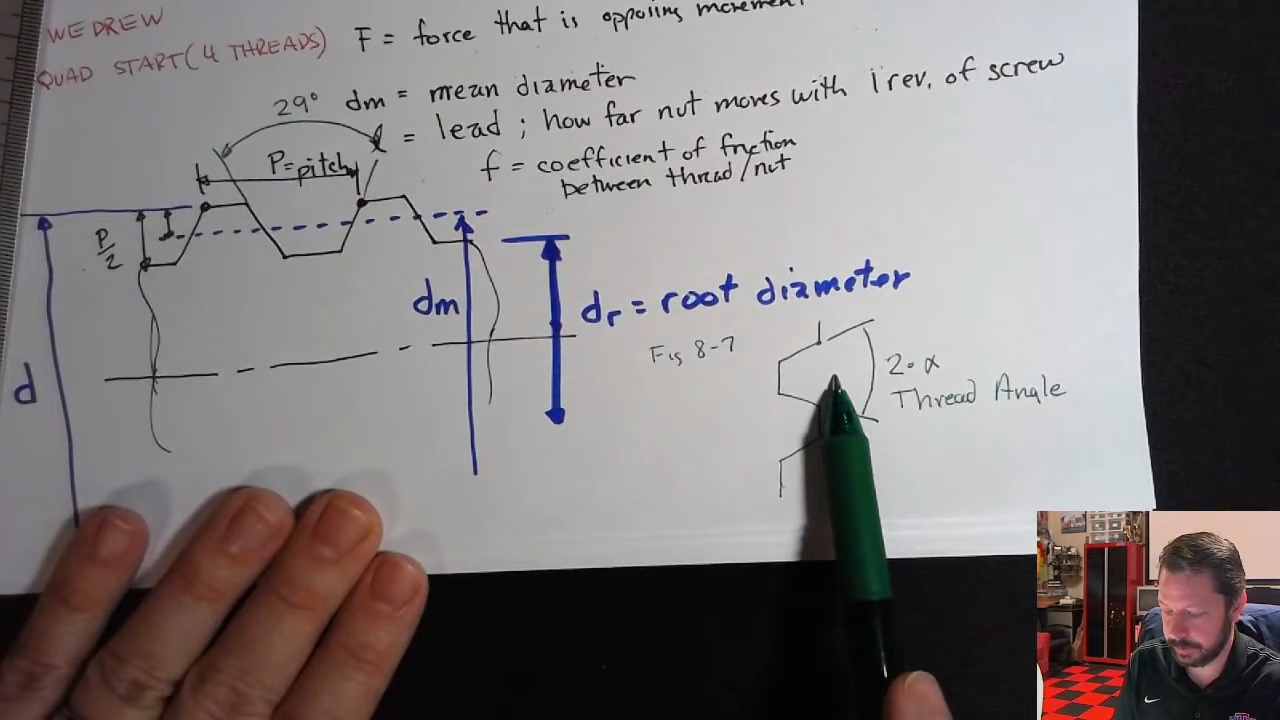 WE DREW
QUAD START (4 THREADS)
F = force that is opposing movement
dm = mean diameter
l = lead ; how far nut moves with 1 rev. of screw
f = coefficient of friction
between thread/nut
29°
P=pitch
P/2
dm
dr = root diameter
d
Fig 8-7
2·α
Thread Angle